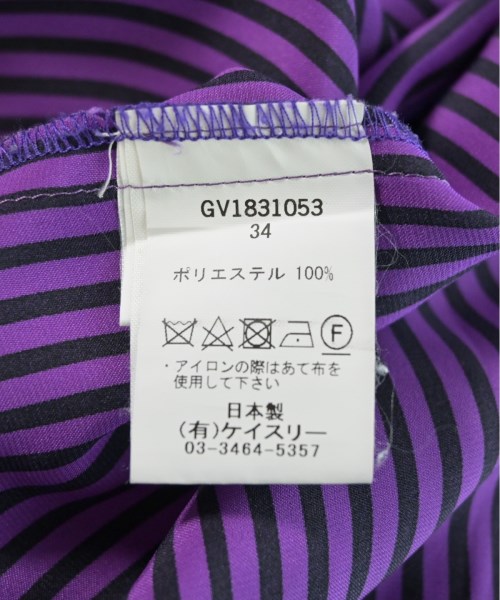 GV1831053
34
ポリエステル 100%
F
・アイロンの際はあて布を
使用して下さい
日本製
(有)ケイスリー
03-3464-5357